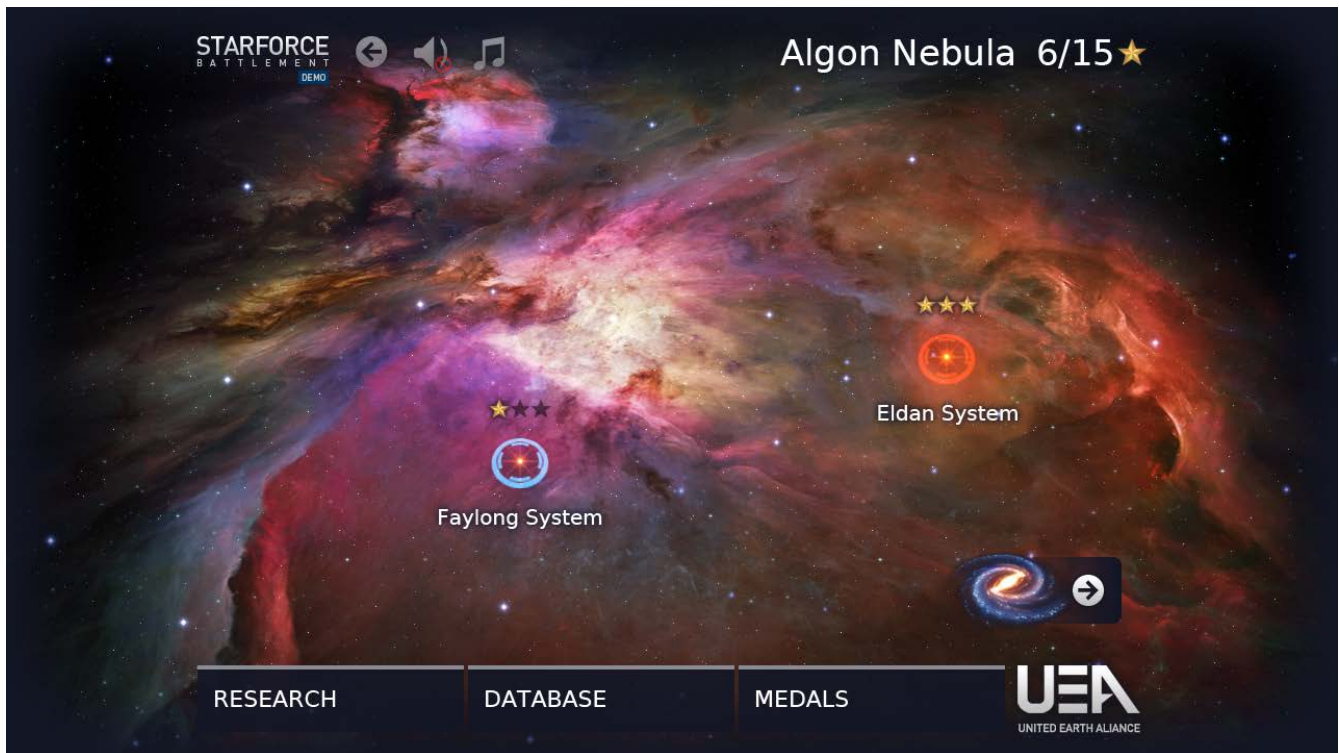 STARFORCE
BATTLEMENT
DEMO
Algon Nebula 6/15
Eldan System
Faylong System
RESEARCH
DATABASE
MEDALS
UEA
UNITED EARTH ALIANCE